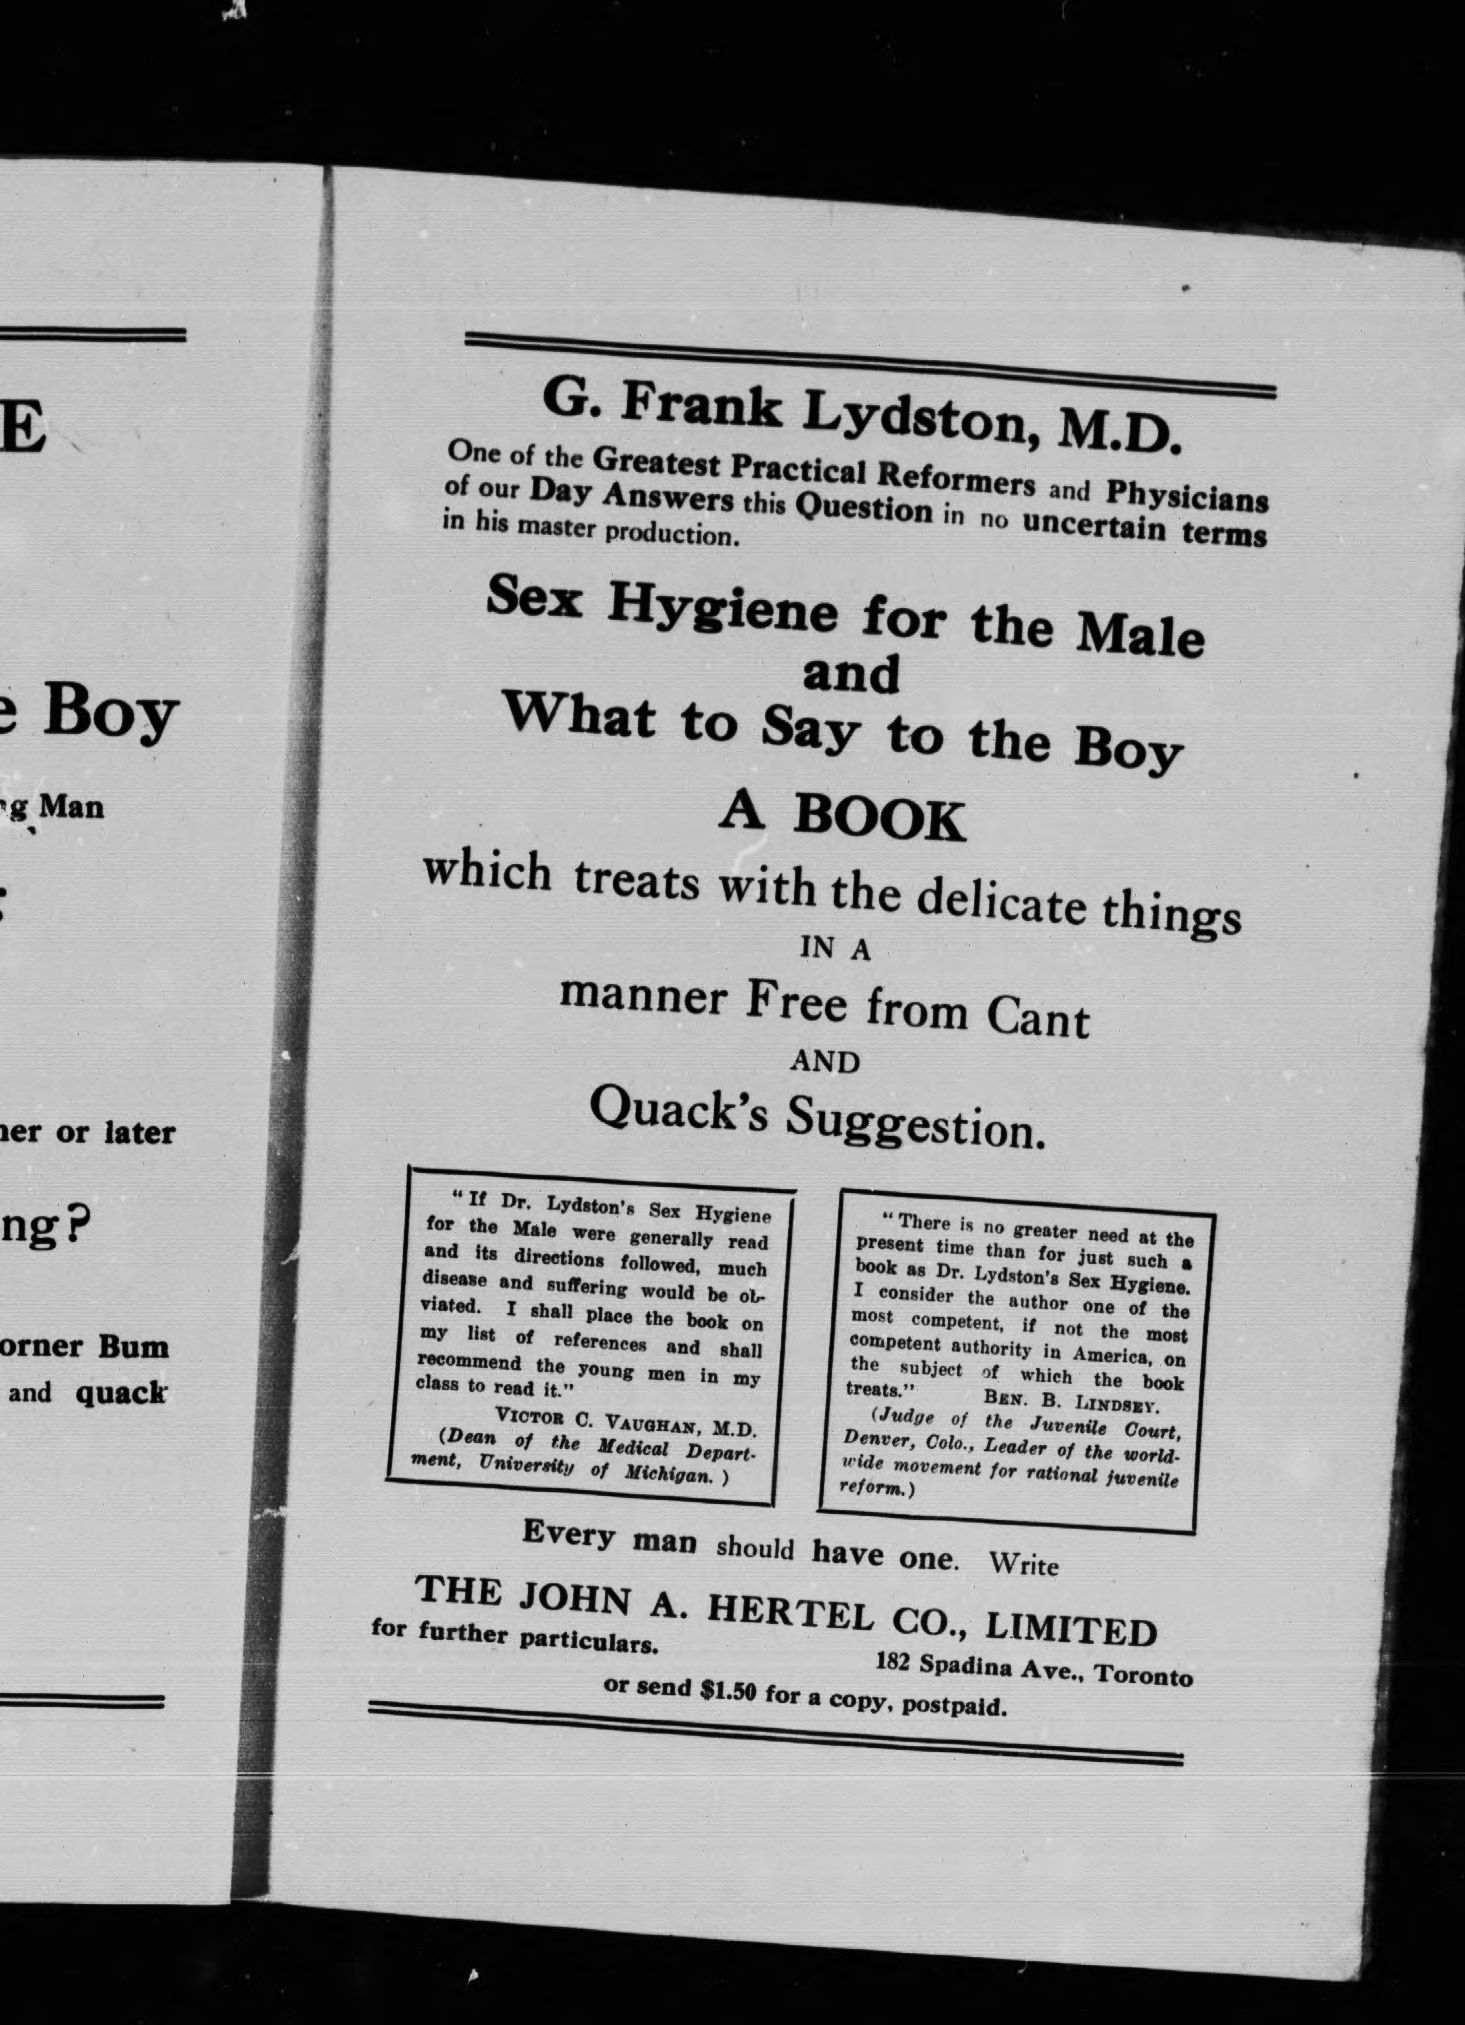 E
Boy
Man
or later
orner Bum
and quack
G. Frank Lydston, M.D.
One of the Greatest Practical Reformers and Physicians
of our Day Answers this Question in no uncertain terms
in his master production.
Sex Hygiene for the Male
and
What to Say to the Boy
A BOOK
which treats with the delicate things
IN A
manner Free from Cant
AND
Quack's Suggestion.
"If Dr. Lydston's Sex Hygiene
for the Male were generally read
and its directions followed, much
disease and suffering would be ob-
viated. I shall place the book on
my list of references and shall
recommend the young men in my
class to read it."
VICTOR C. VAUGHAN, M.D.
(Dean of the Medical Depart-
ment, University of Michigan.)
"There is no greater need at the
present time than for just such a
book as Dr. Lydston's Sex Hygiene.
I consider the author one of the
most competent, if not the most
competent authority in America, on
the subject of which the book
treats." BEN. B. LINDSEY.
(Judge of the Juvenile Court,
Denver, Colo., Leader of the world-
wide movement for rational juvenile
reform.)
Every man should have one. Write
THE JOHN A. HERTEL CO., LIMITED
for further particulars.
182 Spadina Ave., Toronto
or send $1.50 for a copy, postpaid.